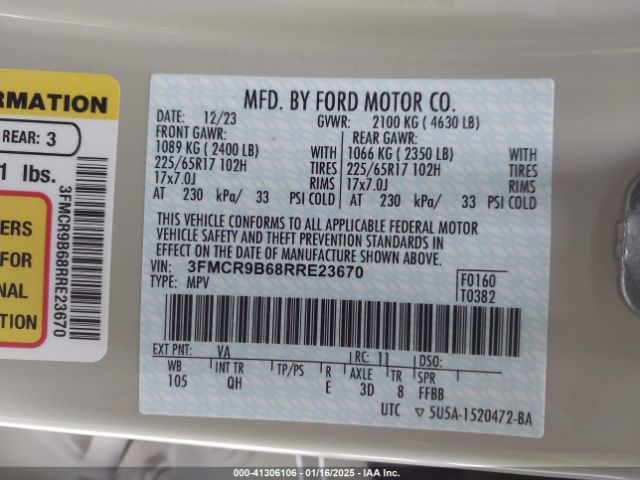 RMATION
REAR: 3
1 lbs.
ERS
FOR
NAL
TION
3FMCR9B68RRE23670
MFD. BY FORD MOTOR CO.
DATE: 12/23 GVWR: 2100 KG ( 4630 LB)
FRONT GAWR: REAR GAWR:
1089 KG ( 2400 LB) WITH 1066 KG ( 2350 LB) WITH
225/65R17 102H TIRES 225/65R17 102H TIRES
17x7.0J RIMS 17x7.0J RIMS
AT 230 kPa/ 33 PSI COLD AT 230 kPa/ 33 PSI COLD
THIS VEHICLE CONFORMS TO ALL APPLICABLE FEDERAL MOTOR
VEHICLE SAFETY AND THEFT PREVENTION STANDARDS IN
EFFECT ON THE DATE OF MANUFACTURE SHOWN ABOVE.
VIN: 3FMCR9B68RRE23670 F0160
TYPE: MPV T0382
EXT PNT: VA RC: 11 DSO:
WB INT TR TP/PS R AXLE TR SPR
105 QH E 3D 8 FFBB
UTC 5U5A-1520472-BA
000-41306106 - 01/16/2025 - IAAI.COM